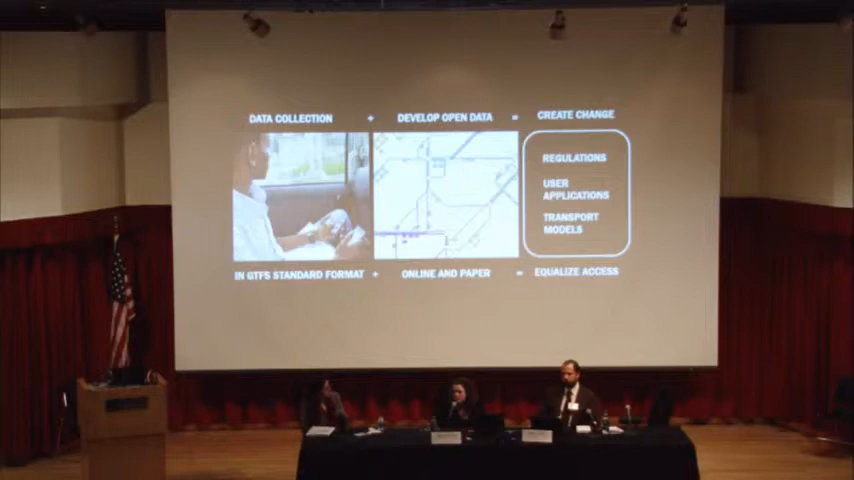 DATA COLLECTION + DEVELOP OPEN DATA = CREATE CHANGE
REGULATIONS
USER
APPLICATIONS
TRANSPORT
MODELS
IN GTFS STANDARD FORMAT + ONLINE AND PAPER = EQUALIZE ACCESS